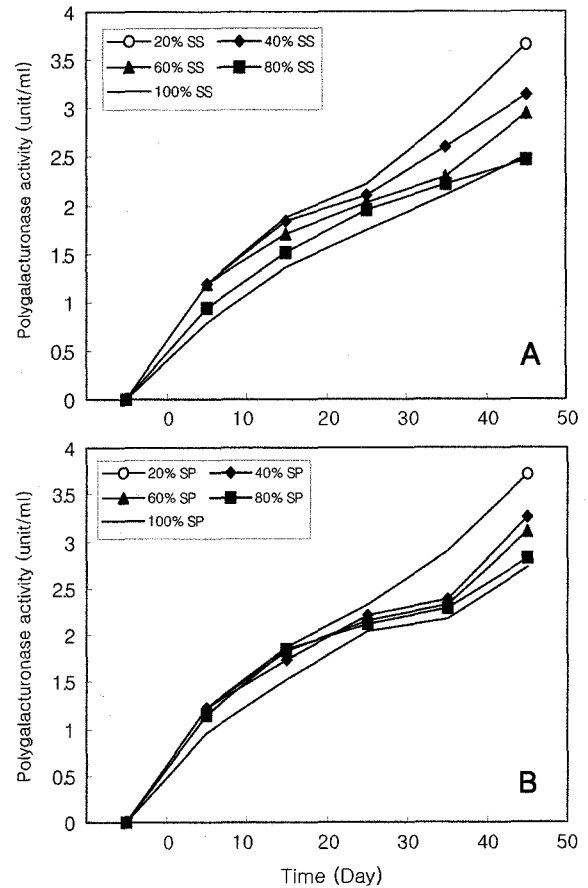 4
3.5
3
2.5
2
1.5
1
0.5
0
Polygalacturonase activity (unit/ml)
20% SS 40% SS
60% SS 80% SS
100% SS
A
0 10 20 30 40 50
4
3.5
3
2.5
2
1.5
1
0.5
0
Polygalacturonase activity (unit/ml)
20% SP 40% SP
60% SP 80% SP
100% SP
B
0 10 20 30 40 50
Time (Day)